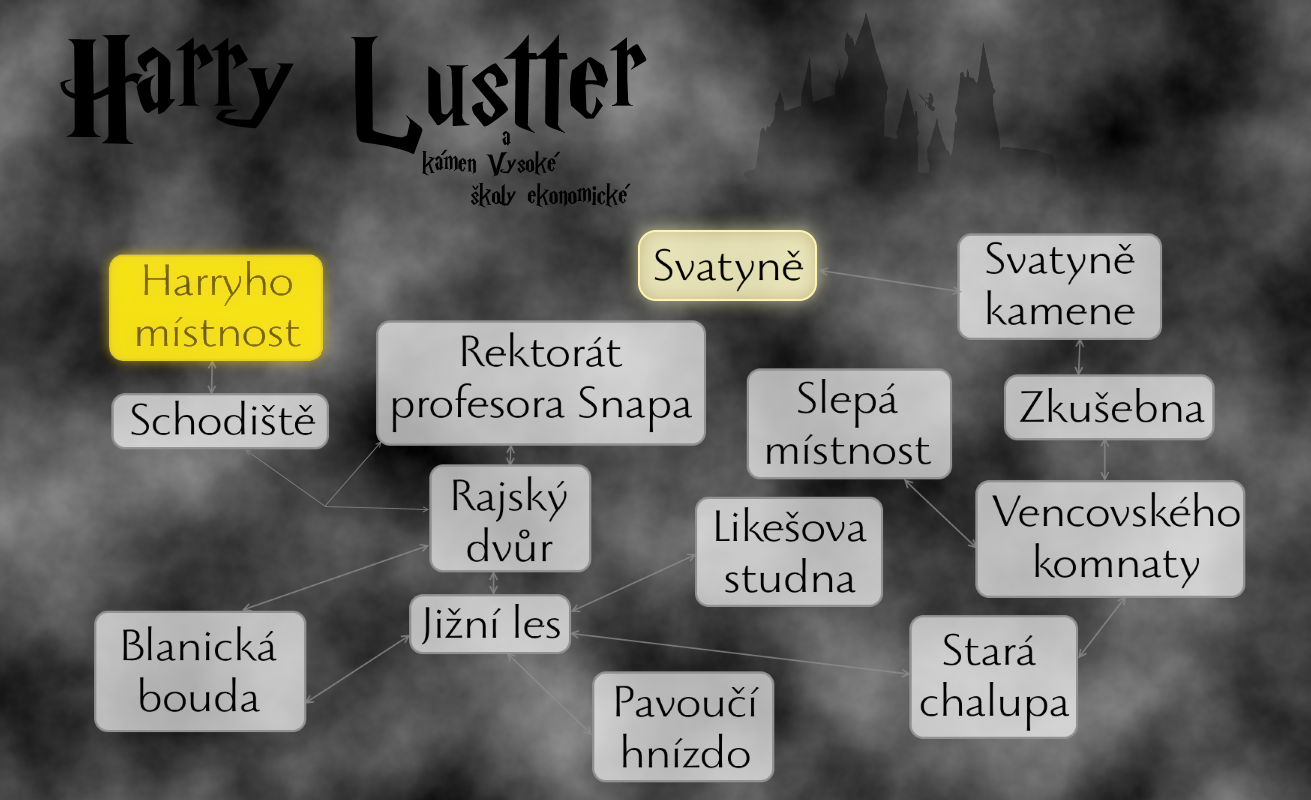 Harry Lustter
a
kámen Vysoké
školy ekonomické
Svatyně
Svatyně
kamene
Harryho
místnost
Rektorát
profesora Snapa
Schodiště
Slepá
místnost
Zkušebna
Rajský
dvůr
Likešova
studna
Vencovského
komnaty
Jižní les
Blanická
bouda
Stará
chalupa
Pavoučí
hnízdo